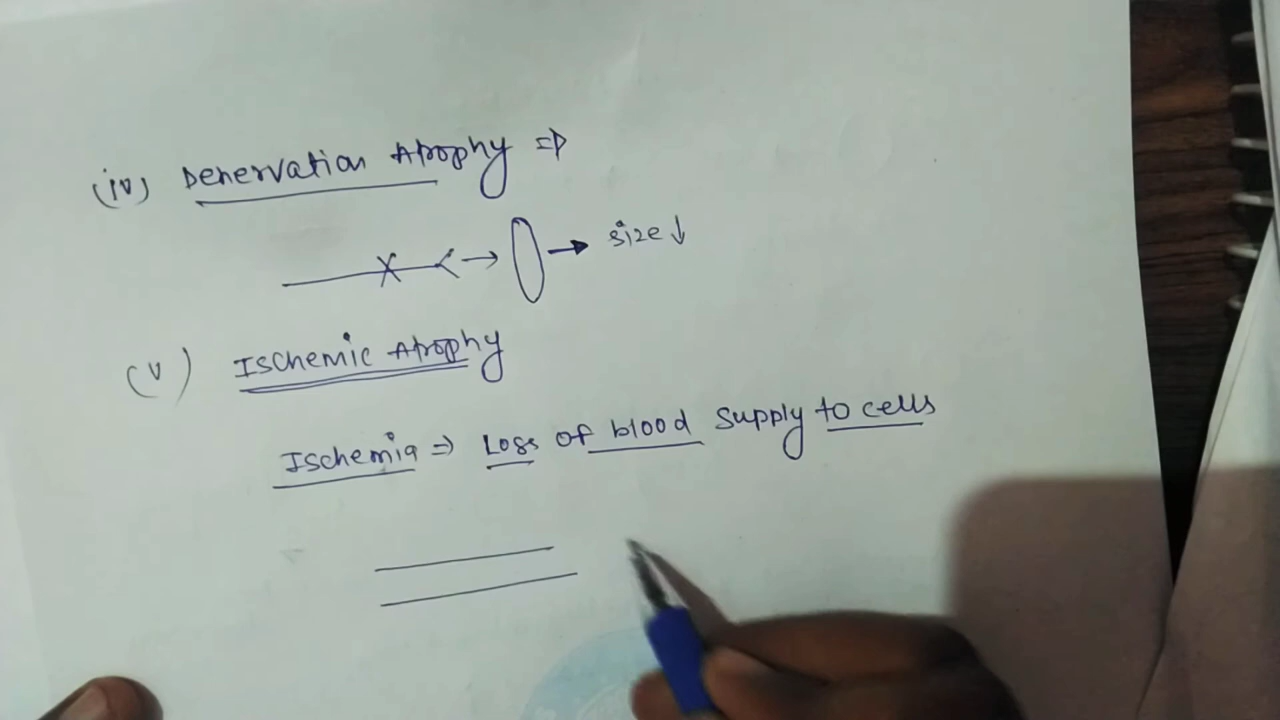 (iv) Denervation Atrophy ⇒
size ↓
(v) Ischemic Atrophy
Ischemia ⇒ Loss of blood supply to cells